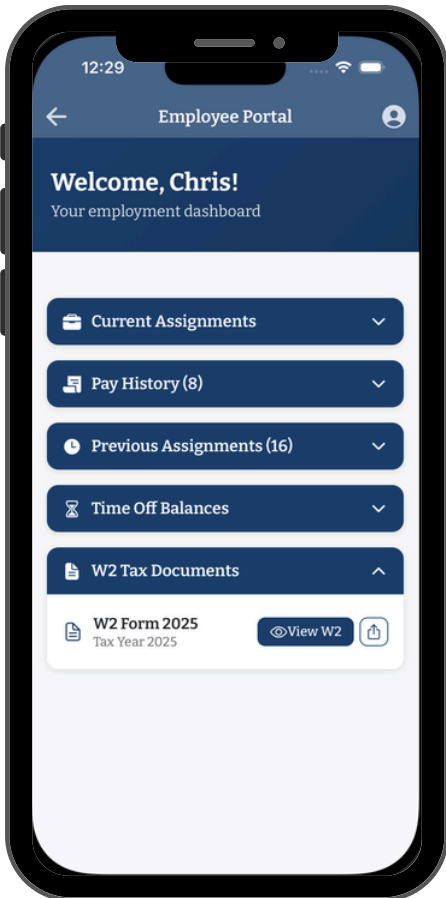 12:29
Employee Portal
Welcome, Chris!
Your employment dashboard
Current Assignments
Pay History (8)
Previous Assignments (16)
Time Off Balances
W2 Tax Documents
W2 Form 2025
Tax Year 2025
View W2